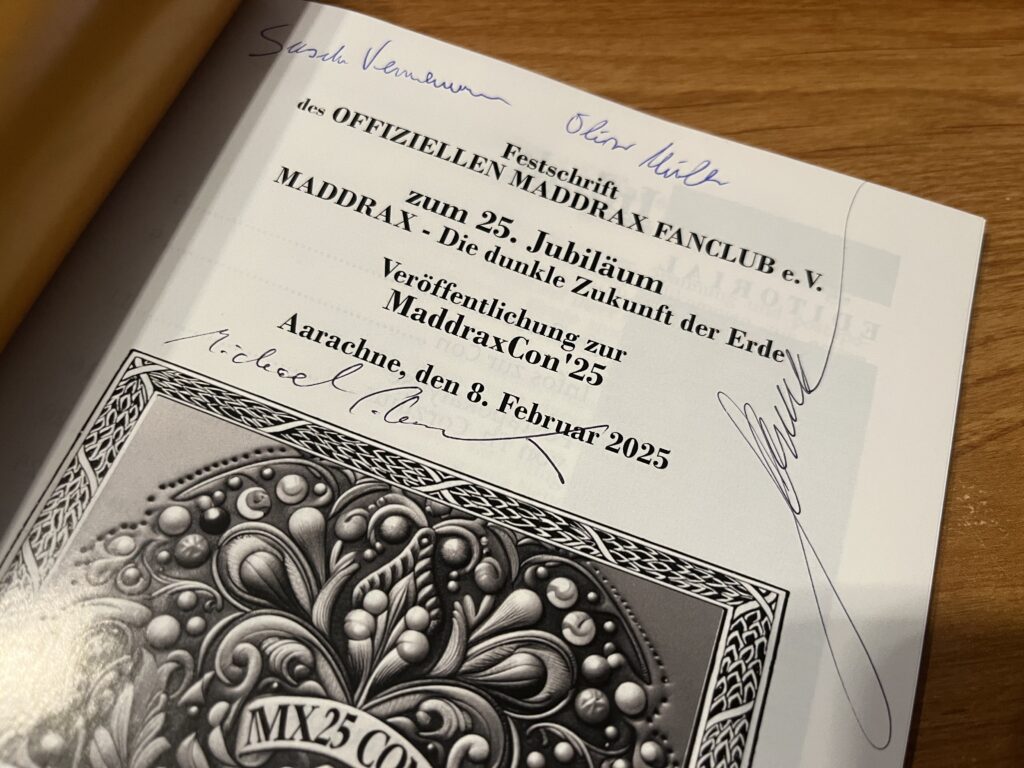 Sascha Vennemann
Oliver Müller
Festschrift
des OFFIZIELLEN MADDRAX FANCLUB e.V.
zum 25. Jubiläum
MADDRAX - Die dunkle Zukunft der Erde
Veröffentlichung zur
MaddraxCon'25
Aarachne, den 8. Februar 2025
Michael
MX25 CON